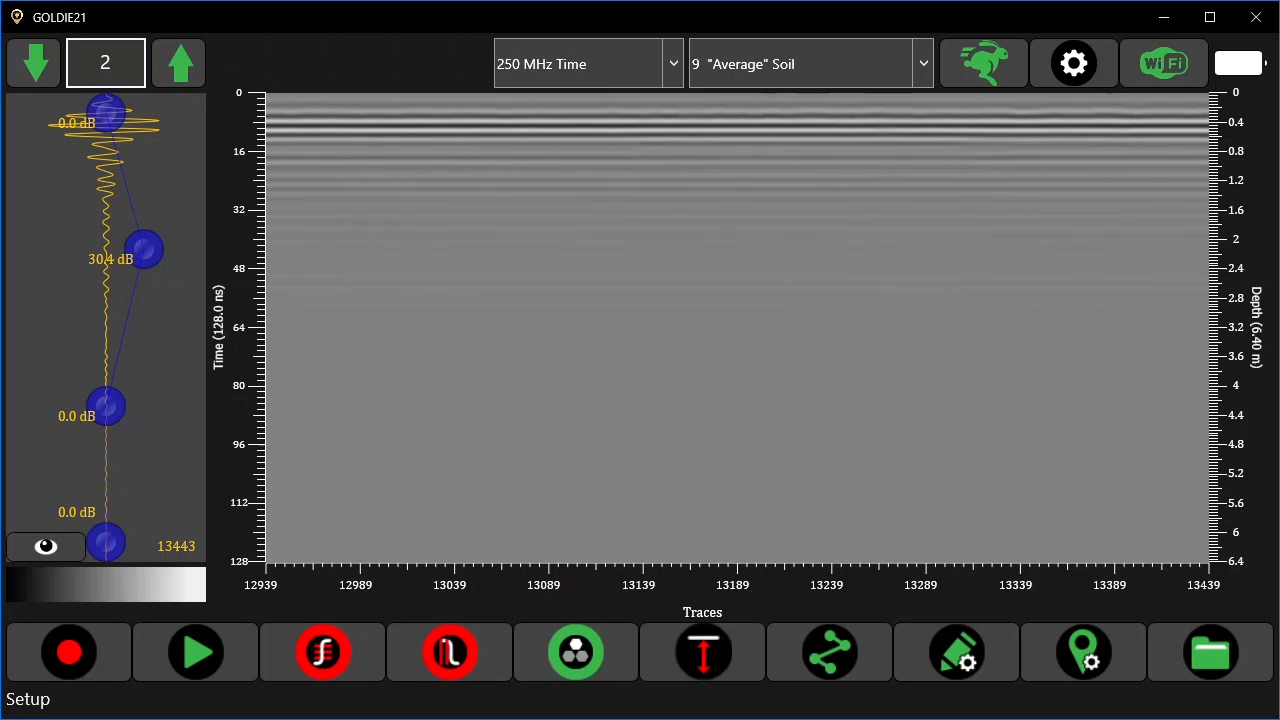 GOLDIE21
2
250 MHz Time
9 "Average" Soil
WiFi
0.0 dB
30.4 dB
0.0 dB
0.0 dB
13443
0
16
32
48
64
80
96
112
128
Time (128.0 ns)
0
0.4
0.8
1.2
1.6
2
2.4
2.8
3.2
3.6
4
4.4
4.8
5.2
5.6
6
6.4
Depth (6.40 m)
12939 12989 13039 13089 13139 13189 13239 13289 13339 13389 13439
Traces
Setup